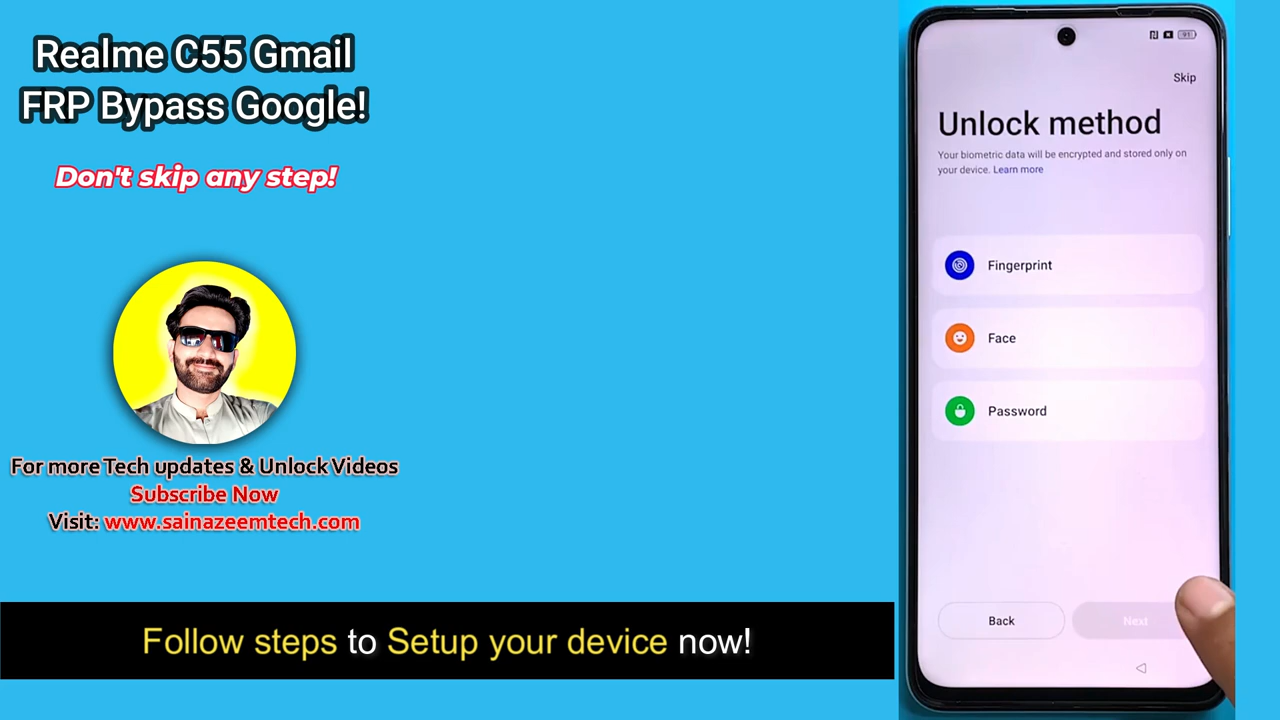 Realme C55 Gmail
FRP Bypass Google!
Don't skip any step!
For more Tech updates & Unlock Videos
Subscribe Now
Visit: www.sainazeemtech.com
Follow steps to Setup your device now!
91
Skip
Unlock method
Your biometric data will be encrypted and stored only on
your device. Learn more
Fingerprint
Face
Password
Back
Next